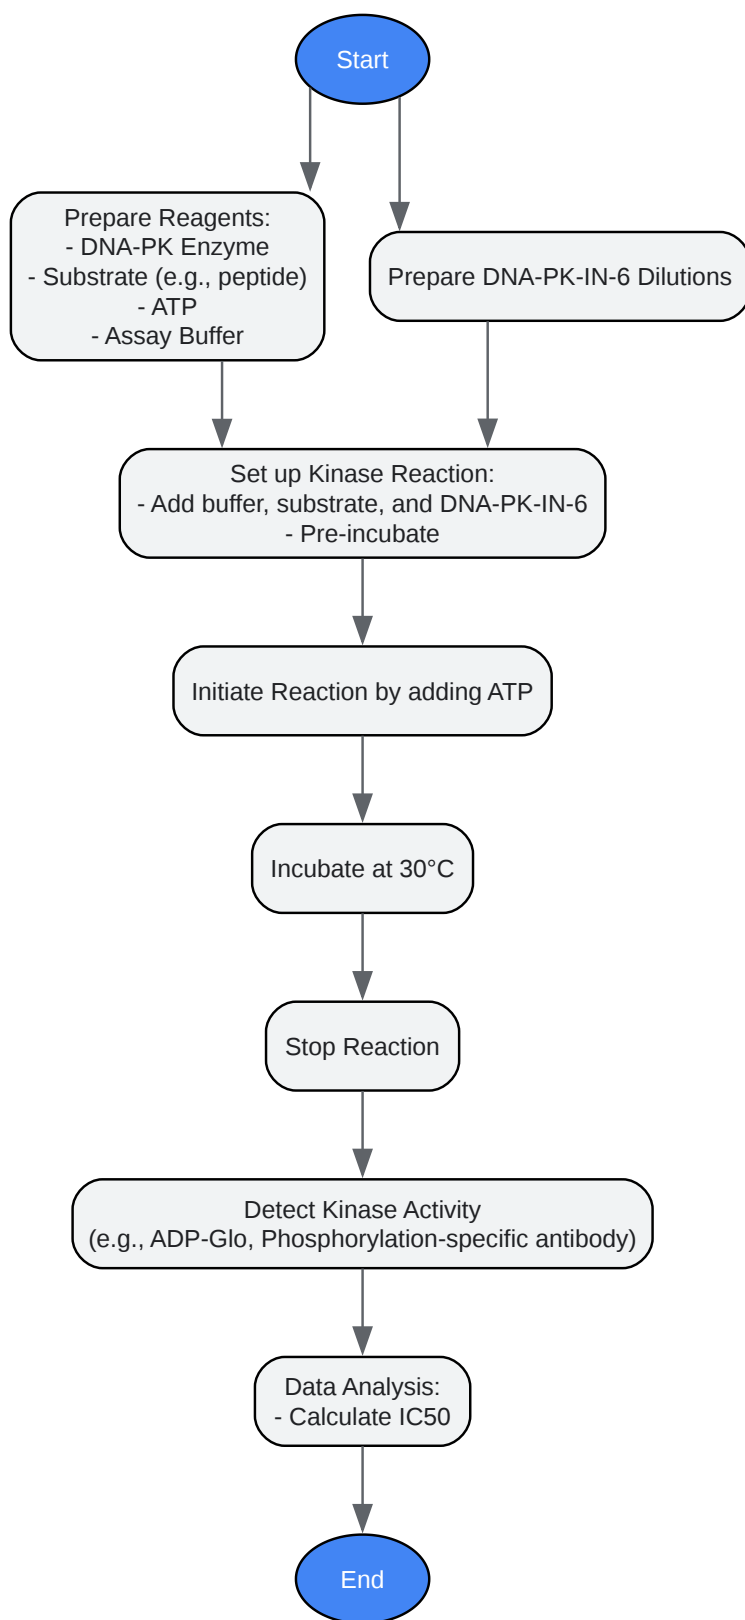 Start
Prepare Reagents:
- DNA-PK Enzyme
- Substrate (e.g., peptide)
- ATP
- Assay Buffer
Prepare DNA-PK-IN-6 Dilutions
Set up Kinase Reaction:
- Add buffer, substrate, and DNA-PK-IN-6
- Pre-incubate
Initiate Reaction by adding ATP
Incubate at 30°C
Stop Reaction
Detect Kinase Activity
(e.g., ADP-Glo, Phosphorylation-specific antibody)
Data Analysis:
- Calculate IC50
End